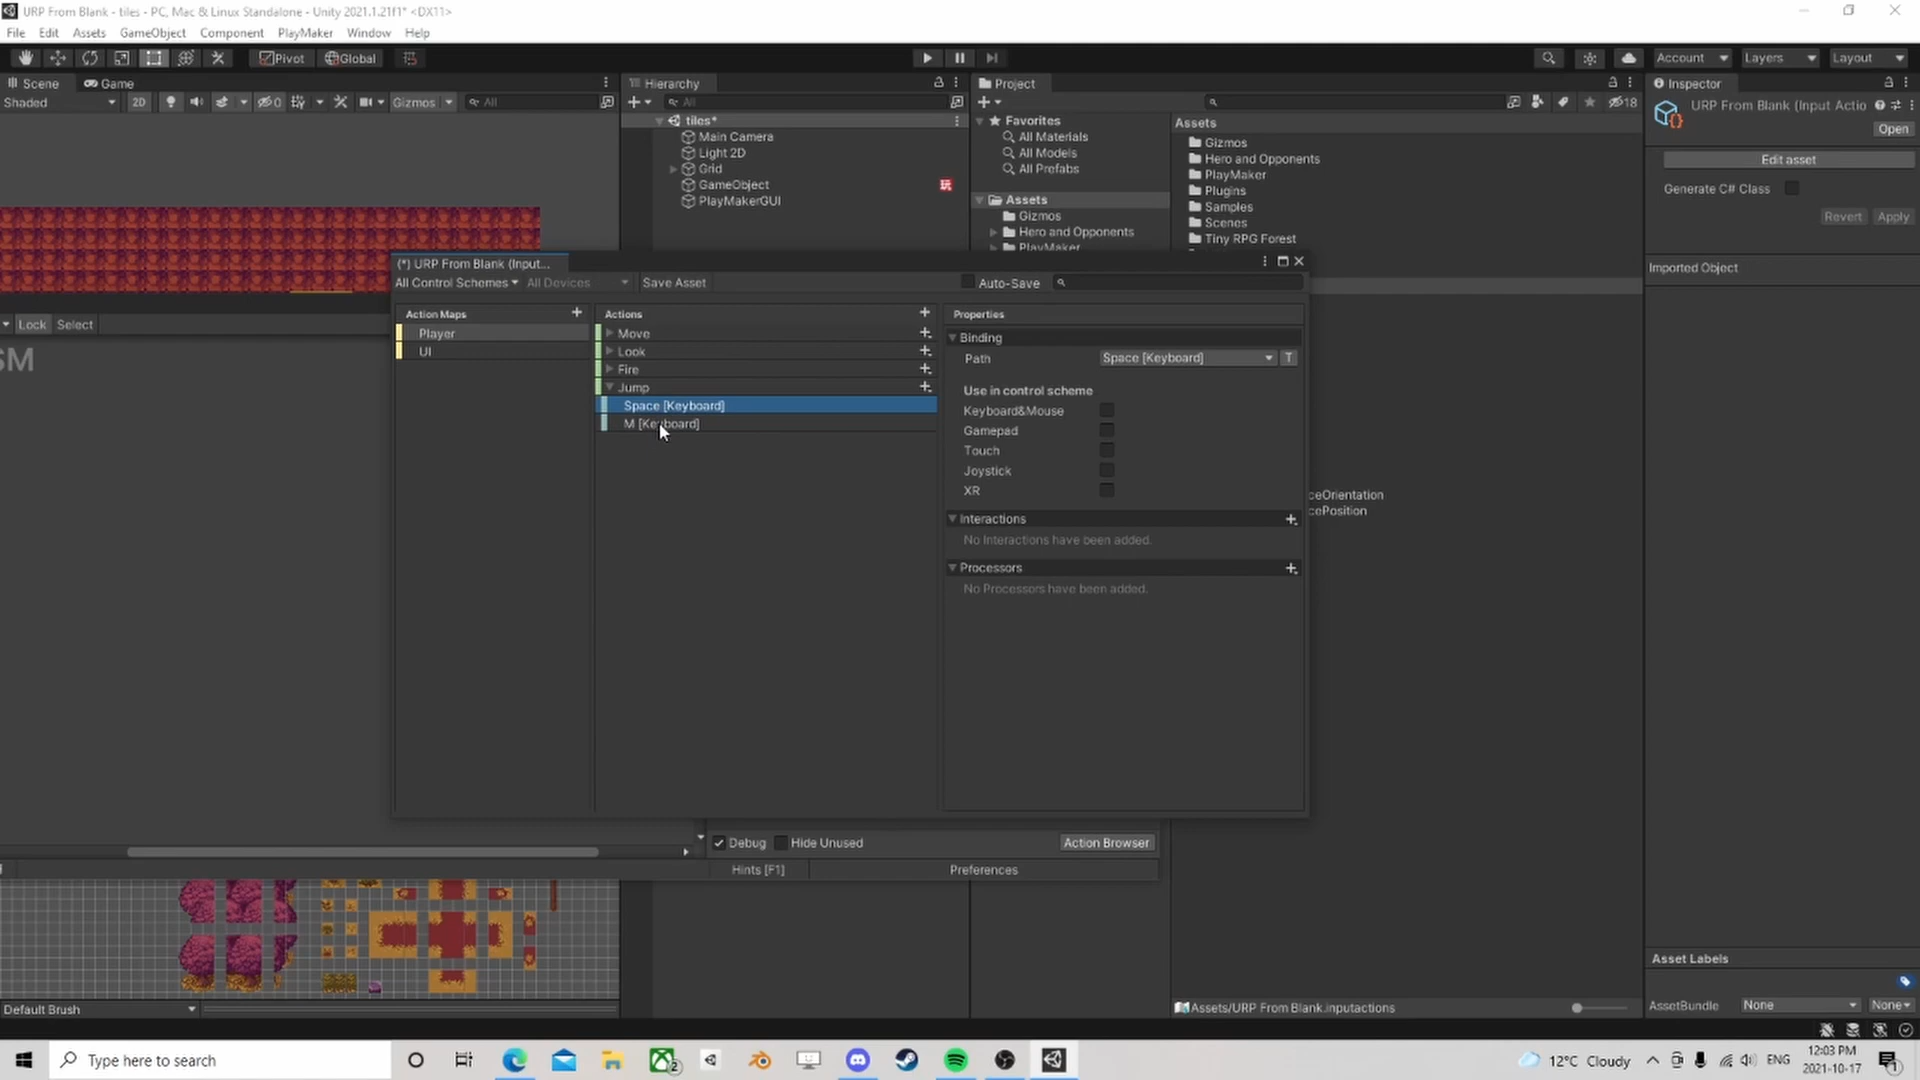 URP From Blank - tiles - PC, Mac & Linux Standalone - Unity 2021.1.21f1* <DX11>
File Edit Assets GameObject Component PlayMaker Window Help
Pivot Global Account Layers Layout
Scene Game Hierarchy Project Inspector
Shaded 2D 0 Gizmos All All 18
URP From Blank (Input Actio
Open
Edit asset
Generate C# Class
Revert Apply
Imported Object
tiles*
Main Camera
Light 2D
Grid
GameObject
PlayMakerGUI
Favorites
All Materials
All Models
All Prefabs
Assets
Gizmos
Hero and Opponents
PlayMaker
Assets
Gizmos
Hero and Opponents
PlayMaker
Plugins
Samples
Scenes
Tiny RPG Forest
(*) URP From Blank (Input...
All Control Schemes All Devices Save Asset Auto-Save
Action Maps
Player
UI
Actions
Move
Look
Fire
Jump
Space [Keyboard]
M [Keyboard]
Properties
Binding
Path Space [Keyboard] T
Use in control scheme
Keyboard&Mouse
Gamepad
Touch
Joystick
XR
Interactions
No Interactions have been added.
Processors
No Processors have been added.
Lock Select
SM
ceOrientation
cePosition
Debug Hide Unused Action Browser
Hints [F1] Preferences
Default Brush
Assets/URP From Blank.inputactions
Asset Labels
AssetBundle None None
Type here to search
2
12°C Cloudy
ENG
12:03 PM
2021-10-17
1